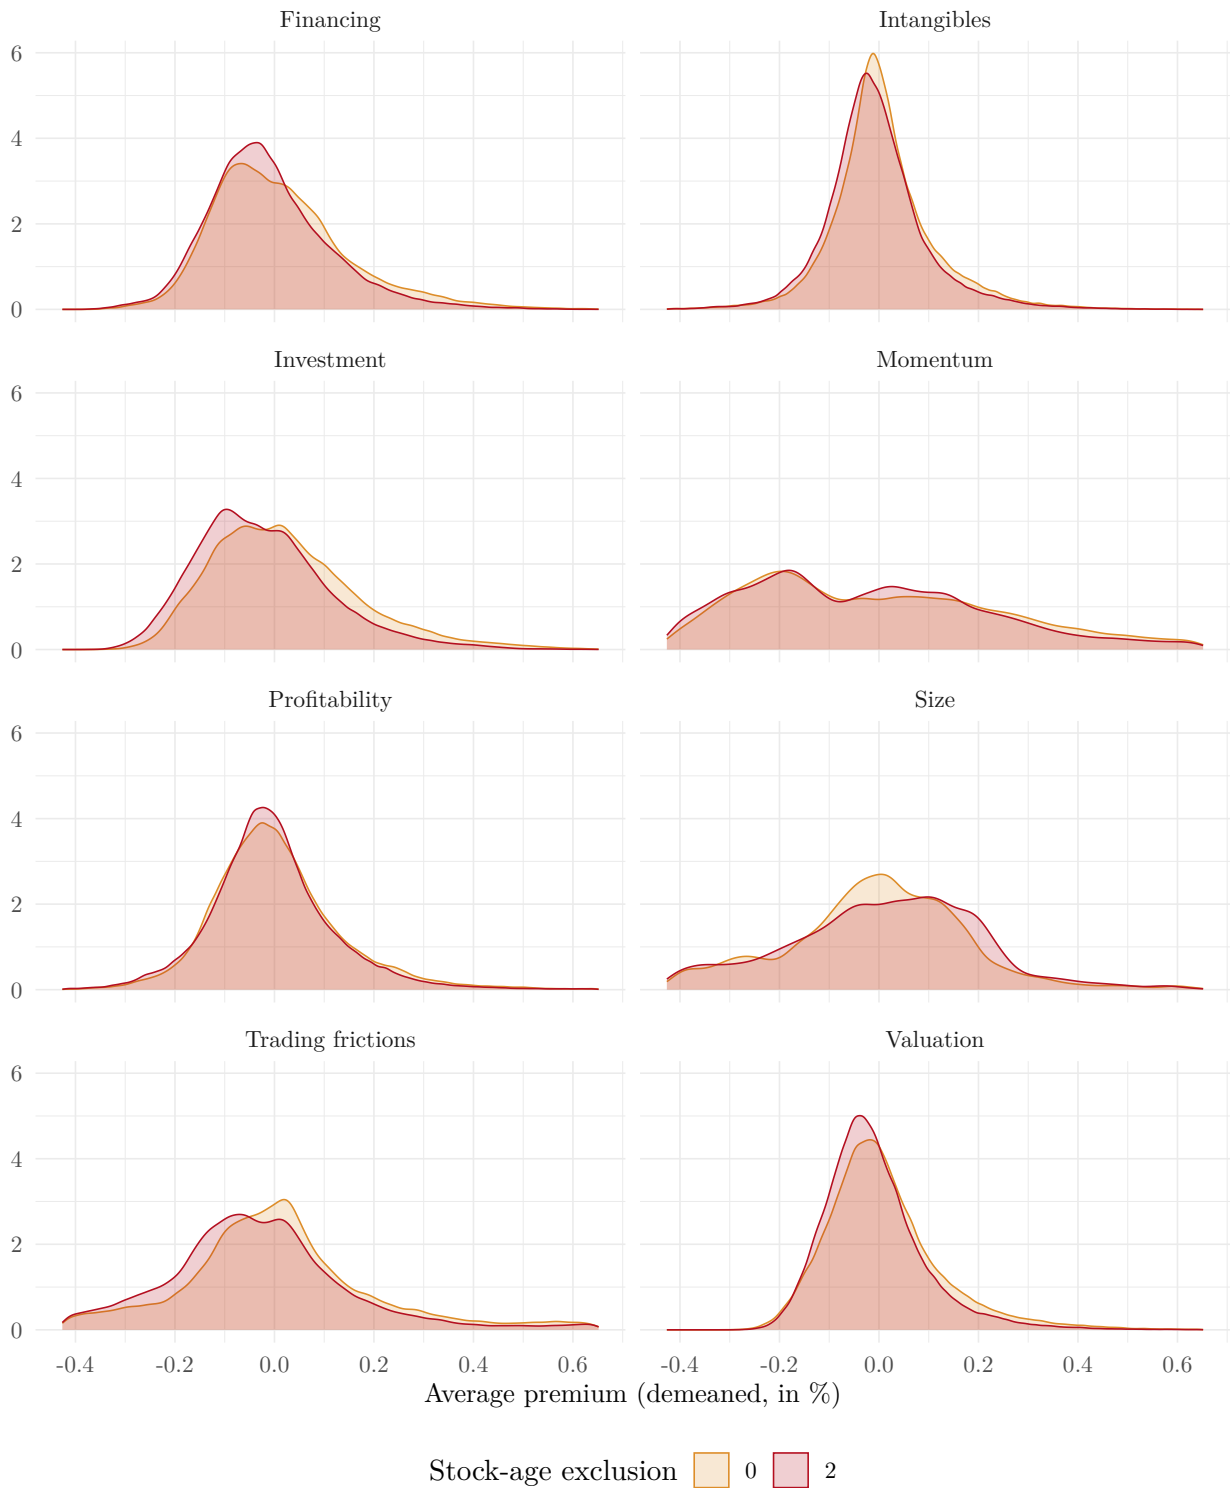 Financing Intangibles
6
4
2
0
Investment Momentum
6
4
2
0
Profitability Size
6
4
2
0
Trading frictions Valuation
6
4
2
0
-0.4 -0.2 0.0 0.2 0.4 0.6 -0.4 -0.2 0.0 0.2 0.4 0.6
Average premium (demeaned, in %)
Stock-age exclusion 0 2